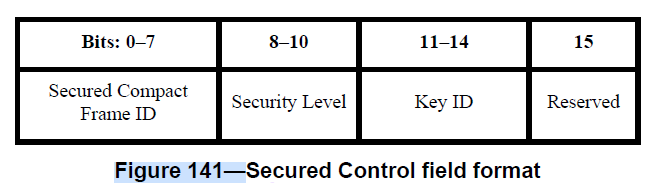 Bits: 0–7 8–10 11–14 15
Secured Compact
Frame ID Security Level Key ID Reserved
Figure 141—Secured Control field format